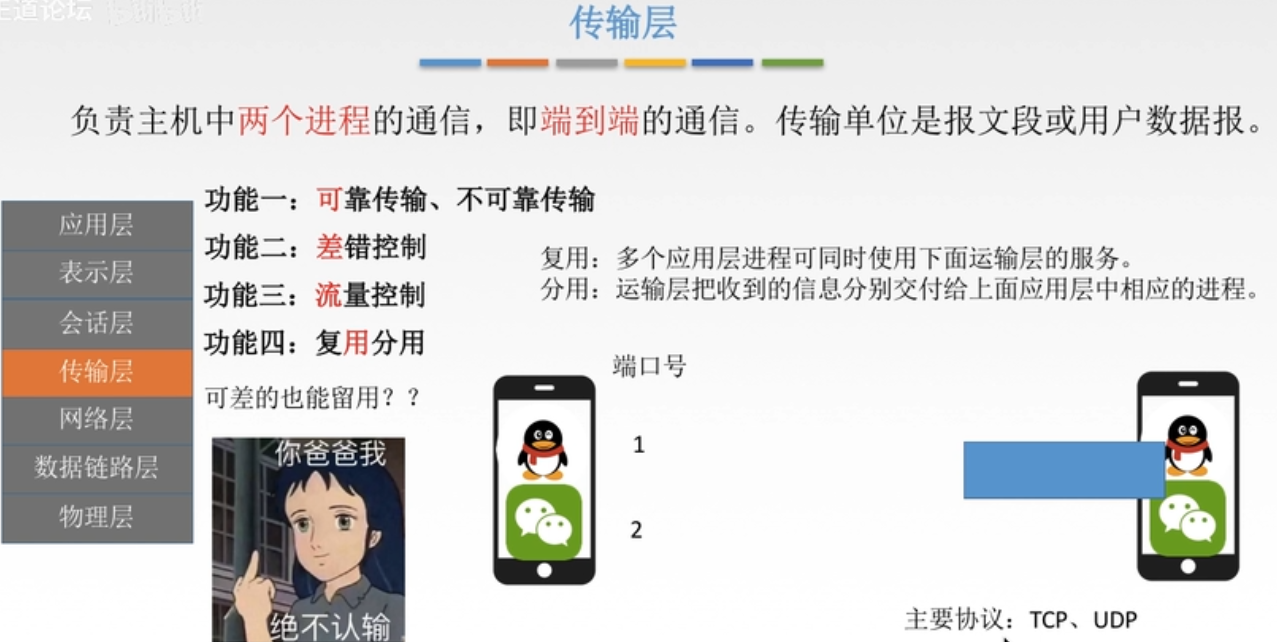 传输层
负责主机中两个进程的通信，即端到端的通信。传输单位是报文段或用户数据报。
应用层
表示层
会话层
传输层
网络层
数据链路层
物理层
功能一：可靠传输、不可靠传输
功能二：差错控制
功能三：流量控制
功能四：复用分用
可差的也能留用？？
复用：多个应用层进程可同时使用下面运输层的服务。
分用：运输层把收到的信息分别交付给上面应用层中相应的进程。
你爸爸我
绝不认输
端口号
1
2
主要协议：TCP、UDP